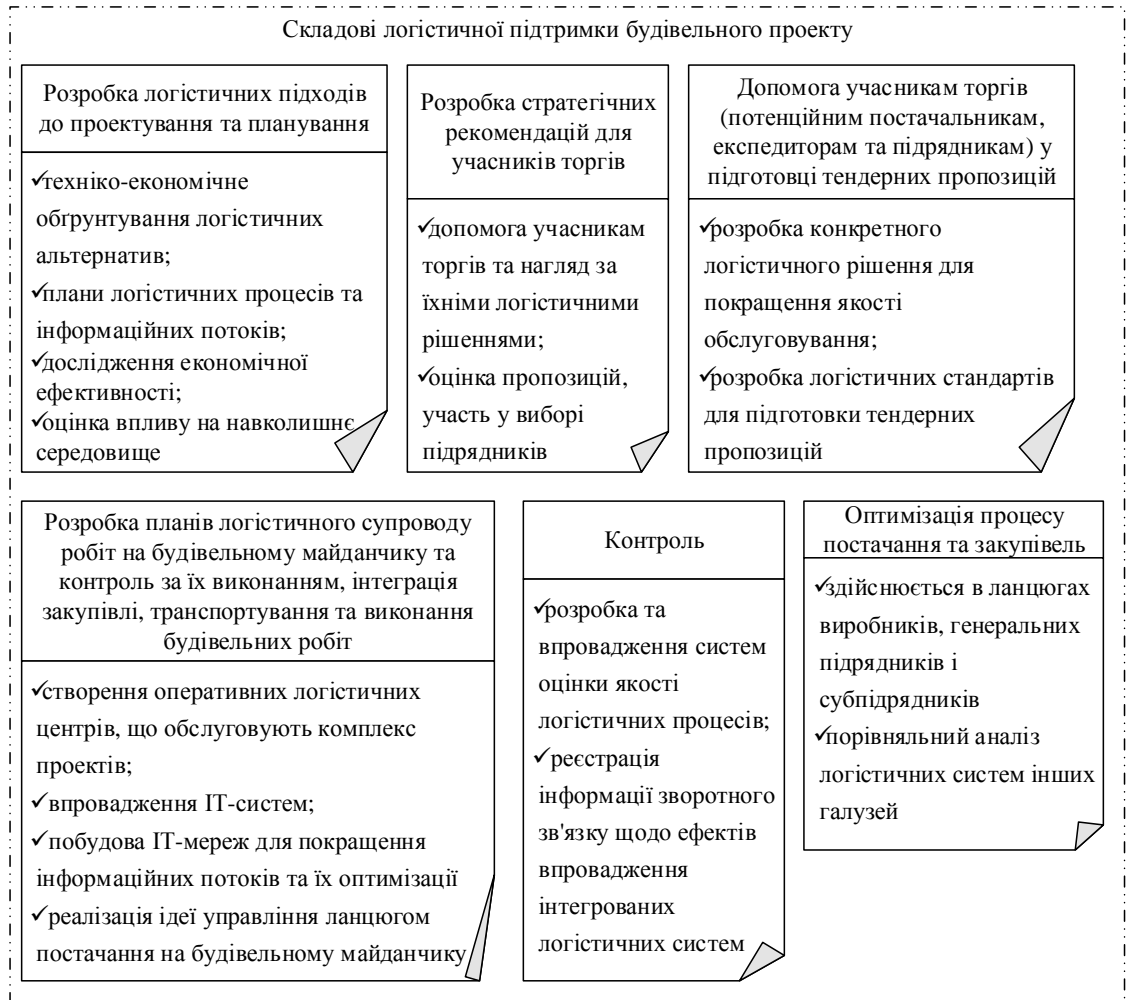 Складові логістичної підтримки будівельного проекту
Розробка логістичних підходів
до проектування та планування
✓техніко-економічне
обґрунтування логістичних
альтернатив;
✓плани логістичних процесів та
інформаційних потоків;
✓дослідження економічної
ефективності;
✓оцінка впливу на навколишнє
середовище
Розробка стратегічних
рекомендацій для
учасників торгів
✓допомога учасникам
торгів та нагляд за
їхніми логістичними
рішеннями;
✓оцінка пропозицій,
участь у виборі
підрядників
Допомога учасникам торгів
(потенційним постачальникам,
експедиторам та підрядникам) у
підготовці тендерних пропозицій
✓розробка конкретного
логістичного рішення для
покращення якості
обслуговування;
✓розробка логістичних стандартів
для підготовки тендерних
пропозицій
Розробка планів логістичного супроводу
робіт на будівельному майданчику та
контроль за їх виконанням, інтеграція
закупівлі, транспортування та виконання
будівельних робіт
✓створення оперативних логістичних
центрів, що обслуговують комплекс
проектів;
✓впровадження ІТ-систем;
✓побудова ІТ-мереж для покращення
інформаційних потоків та їх оптимізації
✓реалізація ідеї управління ланцюгом
постачання на будівельному майданчику
Контроль
✓розробка та
впровадження систем
оцінки якості
логістичних процесів;
✓реєстрація
інформації зворотного
зв'язку щодо ефектів
впровадження
інтегрованих
логістичних систем
Оптимізація процесу
постачання та закупівель
✓здійснюється в ланцюгах
виробників, генеральних
підрядників і
субпідрядників
✓порівняльний аналіз
логістичних систем інших
галузей